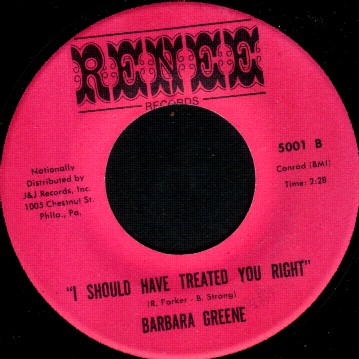 RENEE
RECORDS
5001 B
Conrad (BMI)
Time: 2:28
Nationally
Distributed by
J&J Records, Inc.
1005 Chestnut St.
Phila., Pa.
"I SHOULD HAVE TREATED YOU RIGHT"
(R. Parker - B. Strong)
BARBARA GREENE